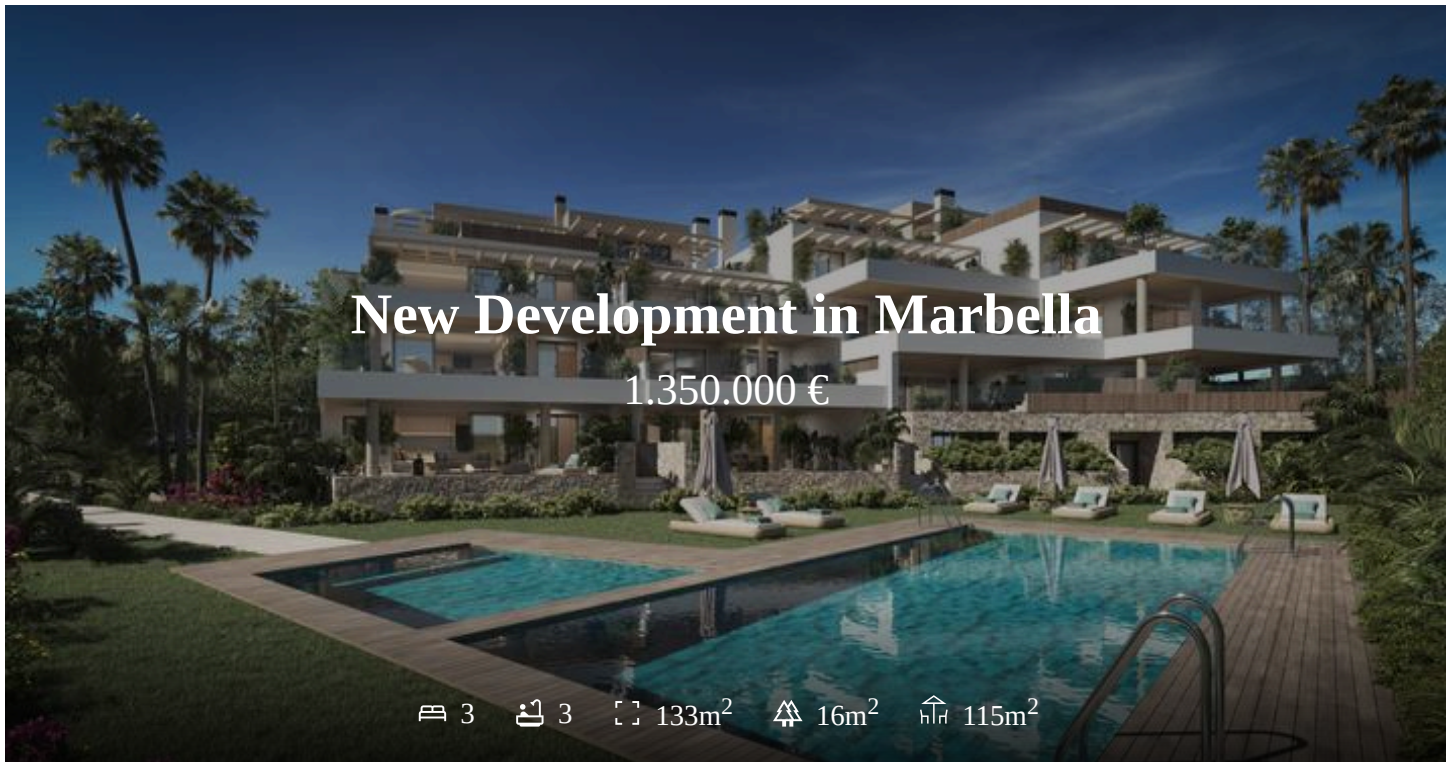 New Development in Marbella
1.350.000 €
3 3 133m² 16m² 115m²